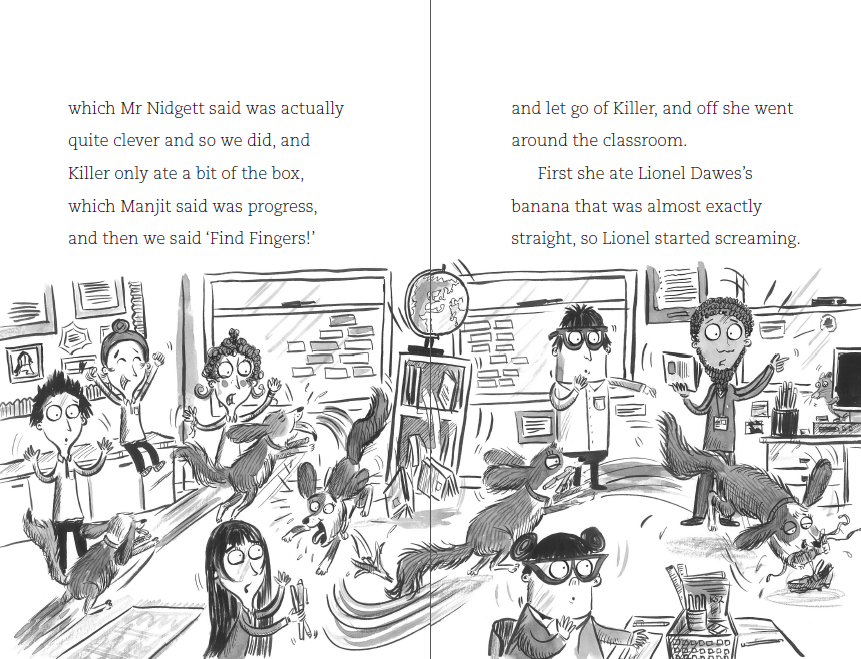 which Mr Nidgett said was actually
quite clever and so we did, and
Killer only ate a bit of the box,
which Manjit said was progress,
and then we said ‘Find Fingers!’
and let go of Killer, and off she went
around the classroom.
First she ate Lionel Dawes’s
banana that was almost exactly
straight, so Lionel started screaming.